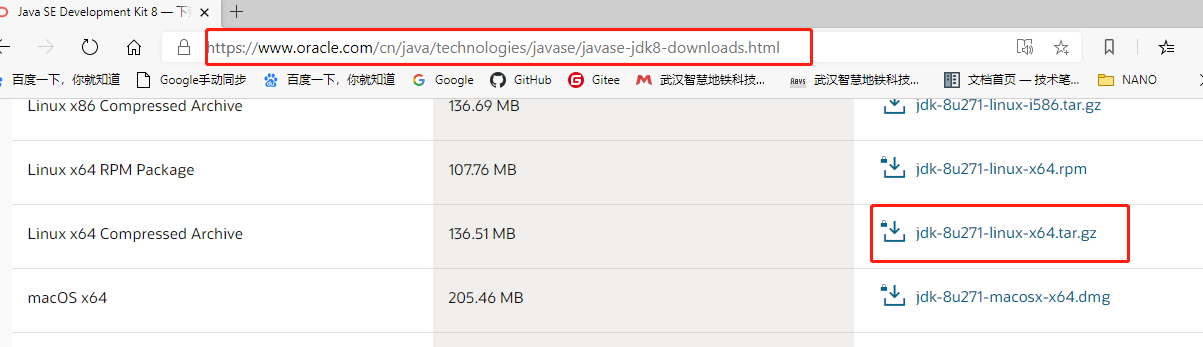 Java SE Development Kit 8 — 下
https://www.oracle.com/cn/java/technologies/javase/javase-jdk8-downloads.html
百度一下，你就知道 Google手动同步 百度一下，你就知道 Google GitHub Gitee 武汉智慧地铁科技... 武汉智慧地铁科技... 文档首页 — 技术笔... NANO
Linux x86 Compressed Archive 136.69 MB jdk-8u271-linux-i586.tar.gz
Linux x64 RPM Package 107.76 MB jdk-8u271-linux-x64.rpm
Linux x64 Compressed Archive 136.51 MB jdk-8u271-linux-x64.tar.gz
macOS x64 205.46 MB jdk-8u271-macosx-x64.dmg